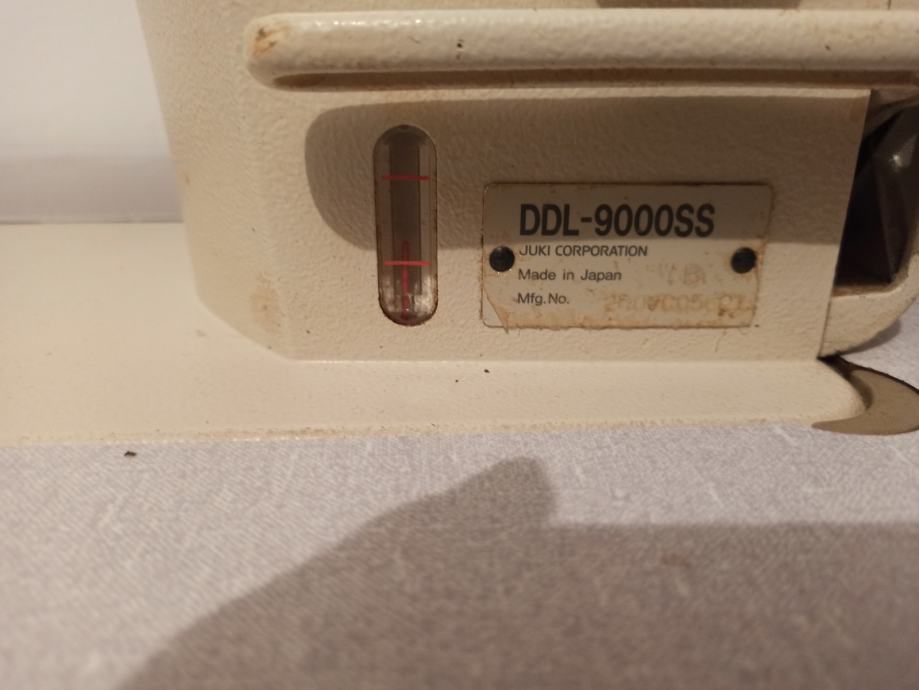 DDL-9000SS
JUKI CORPORATION
Made in Japan
Mfg.No.